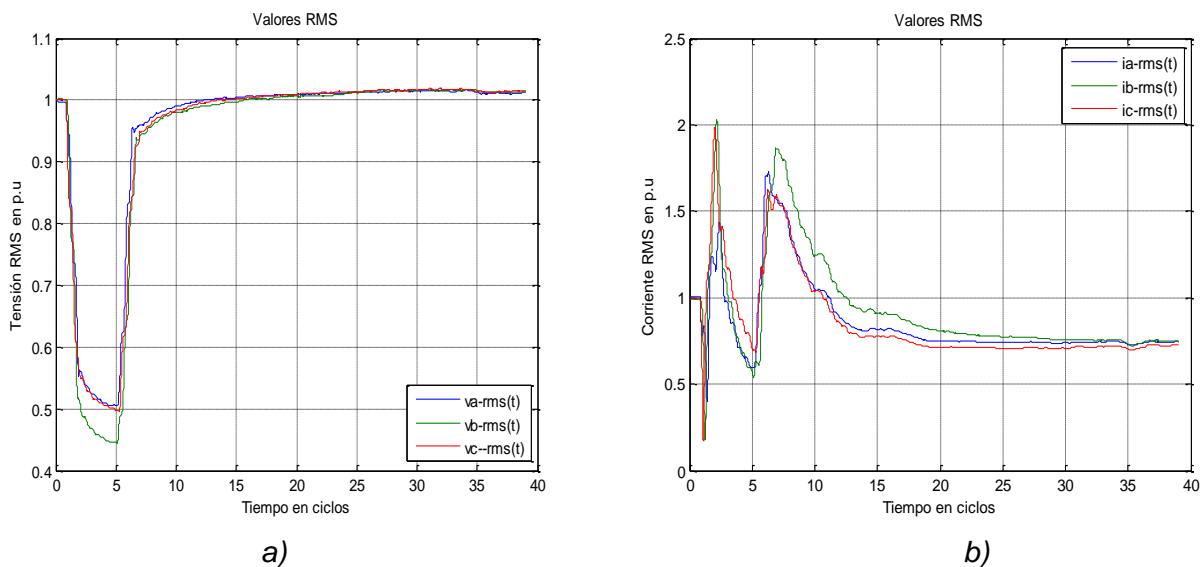 Valores RMS
1.1
1
0.9
0.8
0.7
0.6
0.5
0.4
Tensión RMS en p.u
va-rms(t)
vb-rms(t)
vc--rms(t)
0 5 10 15 20 25 30 35 40
Tiempo en ciclos
a)
Valores RMS
2.5
2
1.5
1
0.5
0
Corriente RMS en p.u
ia-rms(t)
ib-rms(t)
ic-rms(t)
0 5 10 15 20 25 30 35 40
Tiempo en ciclos
b)